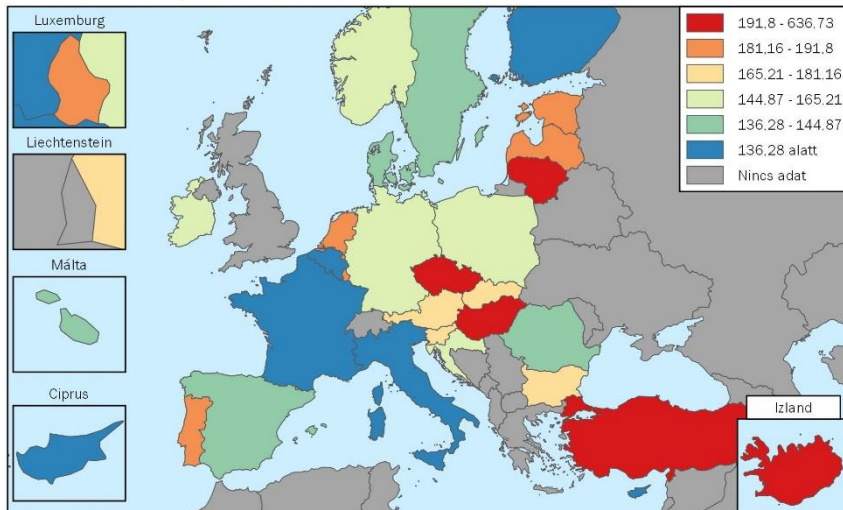 Luxemburg
Liechtenstein
Málta
Ciprus
191,8 - 636,73
181,16 - 191,8
165,21 - 181,16
144,87 - 165,21
136,28 - 144,87
136,28 alatt
Nincs adat
Izland